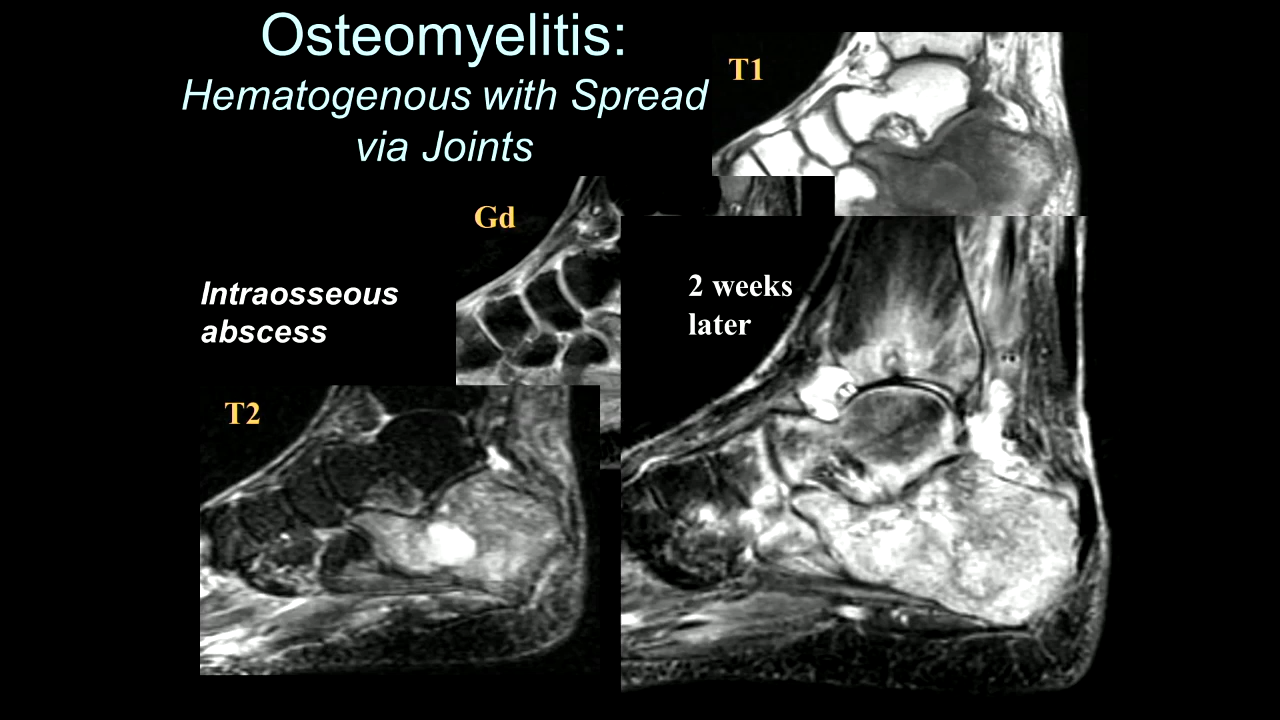 Osteomyelitis:
Hematogenous with Spread
via Joints
T1
Gd
Intraosseous
abscess
2 weeks
later
T2